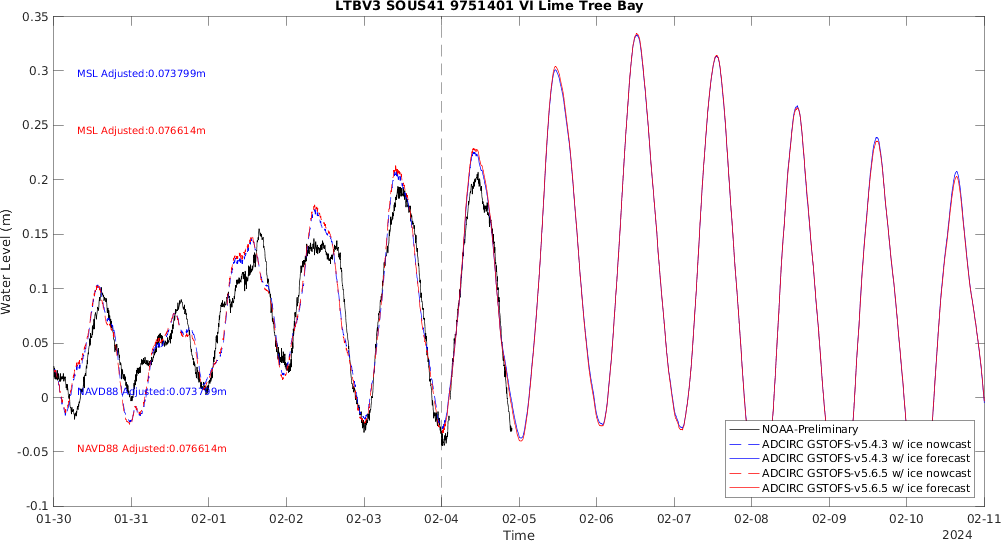 LTBV3 SOUS41 9751401 VI Lime Tree Bay
0.35
0.3
0.25
0.2
0.15
0.1
0.05
0
-0.05
-0.1
Water Level (m)
MSL Adjusted:0.073799m
MSL Adjusted:0.076614m
NAVD88 Adjusted:0.073799m
NAVD88 Adjusted:0.076614m
NOAA-Preliminary
ADCIRC GSTOFS-v5.4.3 w/ ice nowcast
ADCIRC GSTOFS-v5.4.3 w/ ice forecast
ADCIRC GSTOFS-v5.6.5 w/ ice nowcast
ADCIRC GSTOFS-v5.6.5 w/ ice forecast
01-30 01-31 02-01 02-02 02-03 02-04 02-05 02-06 02-07 02-08 02-09 02-10 02-11
Time
2024